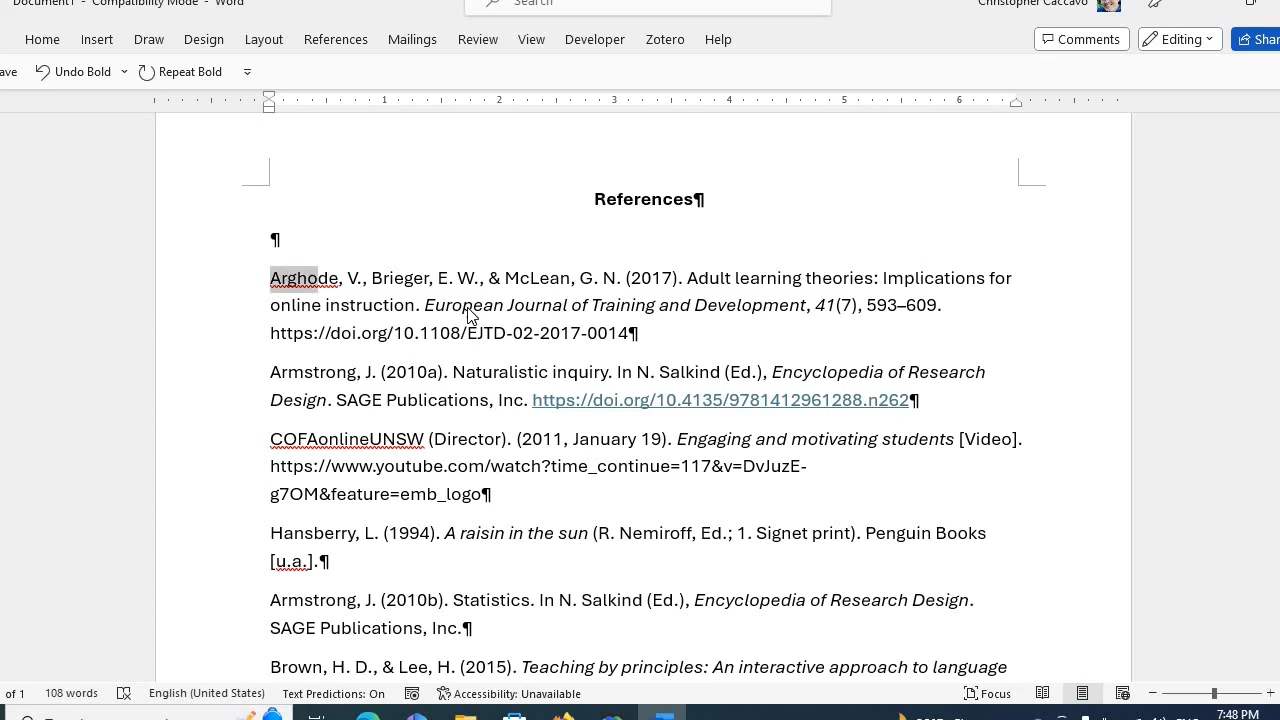 Document1 - Compatibility Mode - Word
Search
Christopher Caccavo
Home Insert Draw Design Layout References Mailings Review View Developer Zotero Help
Comments Editing Shar
ave Undo Bold Repeat Bold
1 2 3 4 5 6
References¶
¶
Arghode, V., Brieger, E. W., & McLean, G. N. (2017). Adult learning theories: Implications for
online instruction. European Journal of Training and Development, 41(7), 593–609.
https://doi.org/10.1108/EJTD-02-2017-0014¶
Armstrong, J. (2010a). Naturalistic inquiry. In N. Salkind (Ed.), Encyclopedia of Research
Design. SAGE Publications, Inc. https://doi.org/10.4135/9781412961288.n262¶
COFAonlineUNSW (Director). (2011, January 19). Engaging and motivating students [Video].
https://www.youtube.com/watch?time_continue=117&v=DvJuzE-
g7OM&feature=emb_logo¶
Hansberry, L. (1994). A raisin in the sun (R. Nemiroff, Ed.; 1. Signet print). Penguin Books
[u.a.].¶
Armstrong, J. (2010b). Statistics. In N. Salkind (Ed.), Encyclopedia of Research Design.
SAGE Publications, Inc.¶
Brown, H. D., & Lee, H. (2015). Teaching by principles: An interactive approach to language
of 1 108 words English (United States) Text Predictions: On Accessibility: Unavailable Focus
7:48 PM